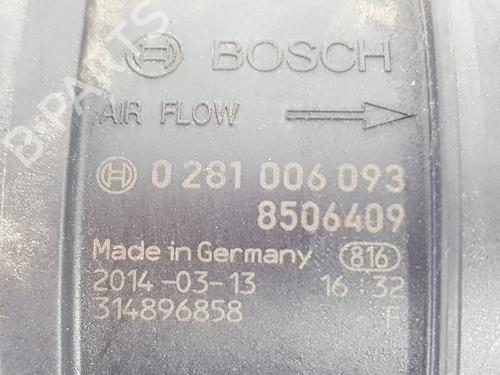 BOSCH
AIR FLOW
0 281 006 093
8506409
Made in Germany 816
2014-03-13 16:32
314896858 F
B-PARTS